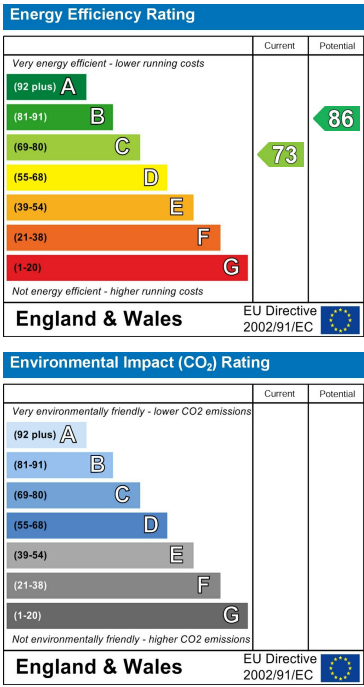 Energy Efficiency Rating
Current Potential
Very energy efficient - lower running costs
(92 plus) A
(81-91) B
86
(69-80) C
73
(55-68) D
(39-54) E
(21-38) F
(1-20) G
Not energy efficient - higher running costs
England & Wales
EU Directive
2002/91/EC
Environmental Impact (CO₂) Rating
Current Potential
Very environmentally friendly - lower CO2 emissions
(92 plus) A
(81-91) B
(69-80) C
(55-68) D
(39-54) E
(21-38) F
(1-20) G
Not environmentally friendly - higher CO2 emissions
England & Wales
EU Directive
2002/91/EC